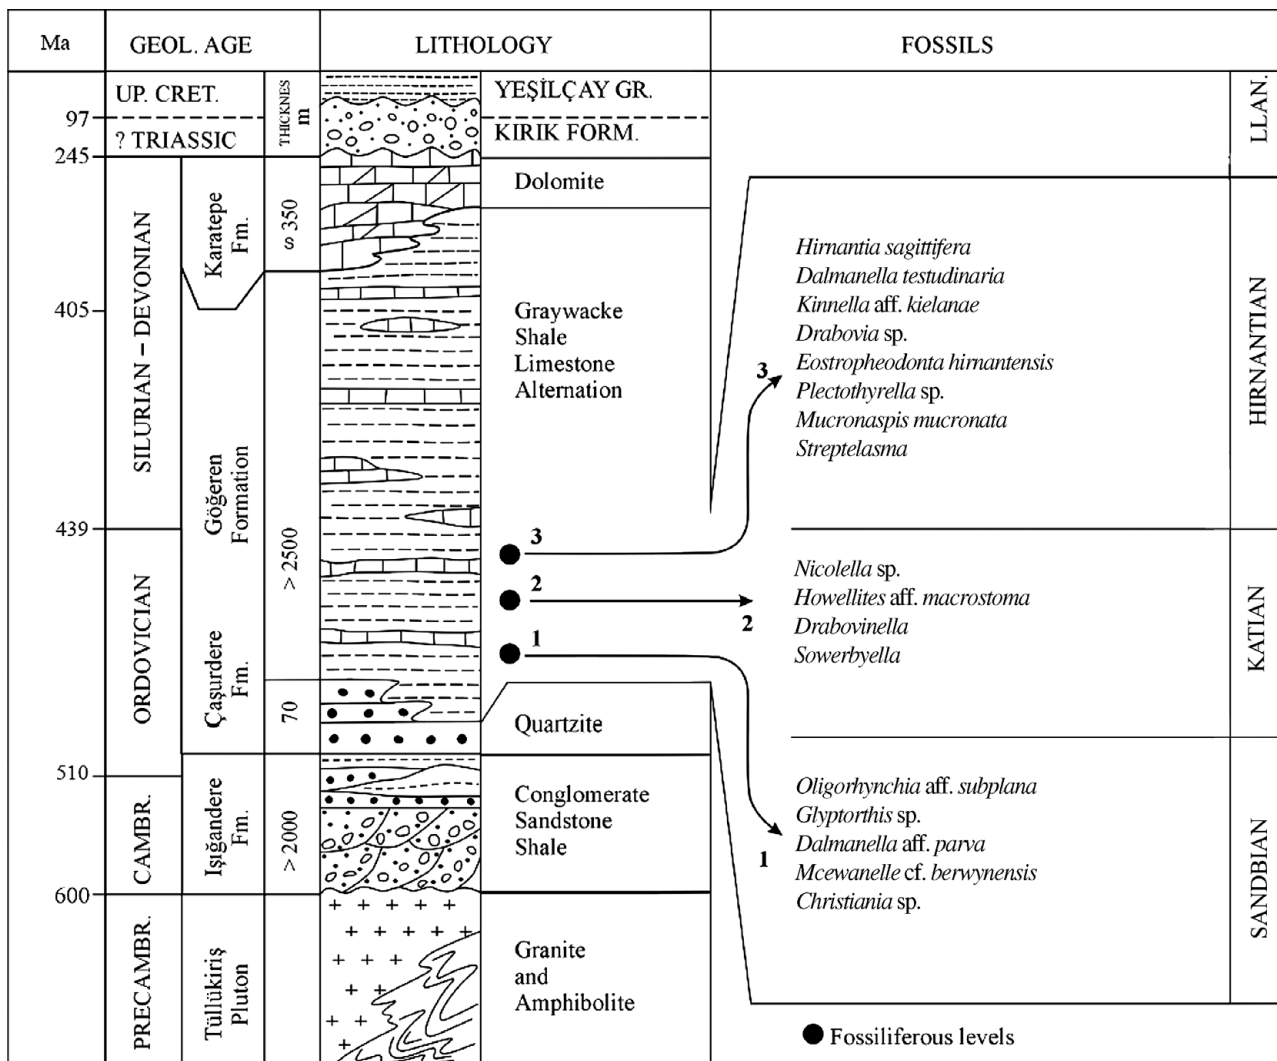 Ma
GEOL. AGE
LITHOLOGY
FOSSILS
UP. CRET.
? TRIASSIC
THICKNES
m
YEŞİLÇAY GR.
KIRIK FORM.
97
245
405
439
510
600
SILURIAN – DEVONIAN
ORDOVICIAN
CAMBR.
PRECAMBR.
Karatepe
Fm.
Göğeren
Formation
Çaşurdere
Fm.
Işığandere
Fm.
Tüllükiriş
Pluton
350
> 2500
70
> 2000
Dolomite
Graywacke
Shale
Limestone
Alternation
3
2
1
Quartzite
Conglomerate
Sandstone
Shale
Granite
and
Amphibolite
3
2
1
Hirnantia sagittifera
Dalmanella testudinaria
Kinnella aff. kielanae
Drabovia sp.
Eostropheodonta hirnantensis
Plectothyrella sp.
Mucronaspis mucronata
Streptelasma
Nicolella sp.
Howellites aff. macrostoma
Drabovinella
Sowerbyella
Oligorhynchia aff. subplana
Glyptorthis sp.
Dalmanella aff. parva
Mcewanelle cf. berwynensis
Christiania sp.
LLAN.
HIRNANTIAN
KATIAN
SANDBIAN
Fossiliferous levels